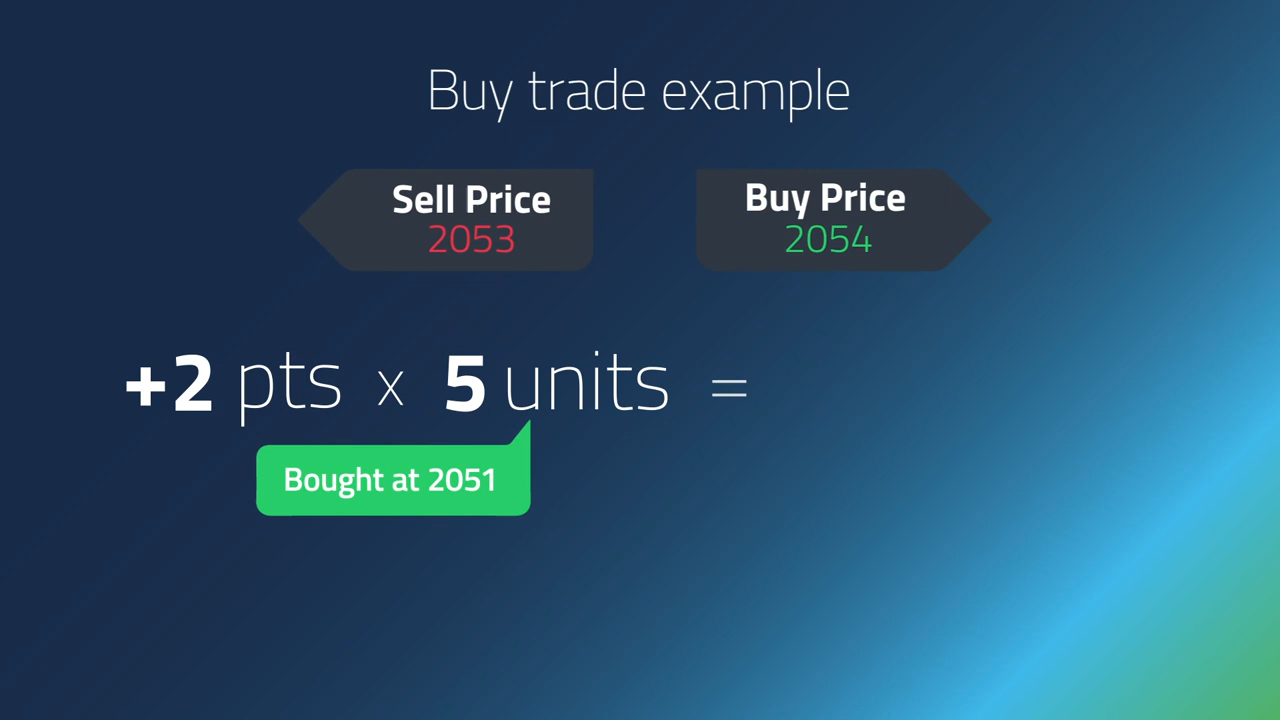 Buy trade example
Sell Price
2053
Buy Price
2054
+2 pts x 5 units =
Bought at 2051